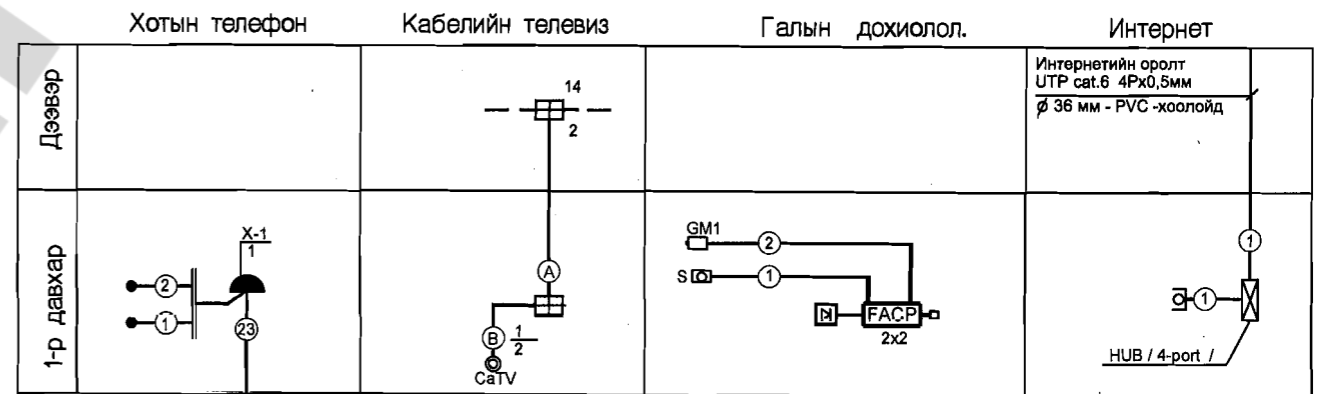 Хотын телефон
Кабелийн телевиз
Галын дохиолол.
Интернет
Дээвэр
14
2
Интернетийн оролт
UTP cat.6 4Px0,5мм
ø 36 мм - PVC -хоолойд
1-р давхар
X-1
1
2
1
23
A
B
1
2
CaTV
GM1
2
S
1
FACP
2x2
1
1
HUB / 4-port /